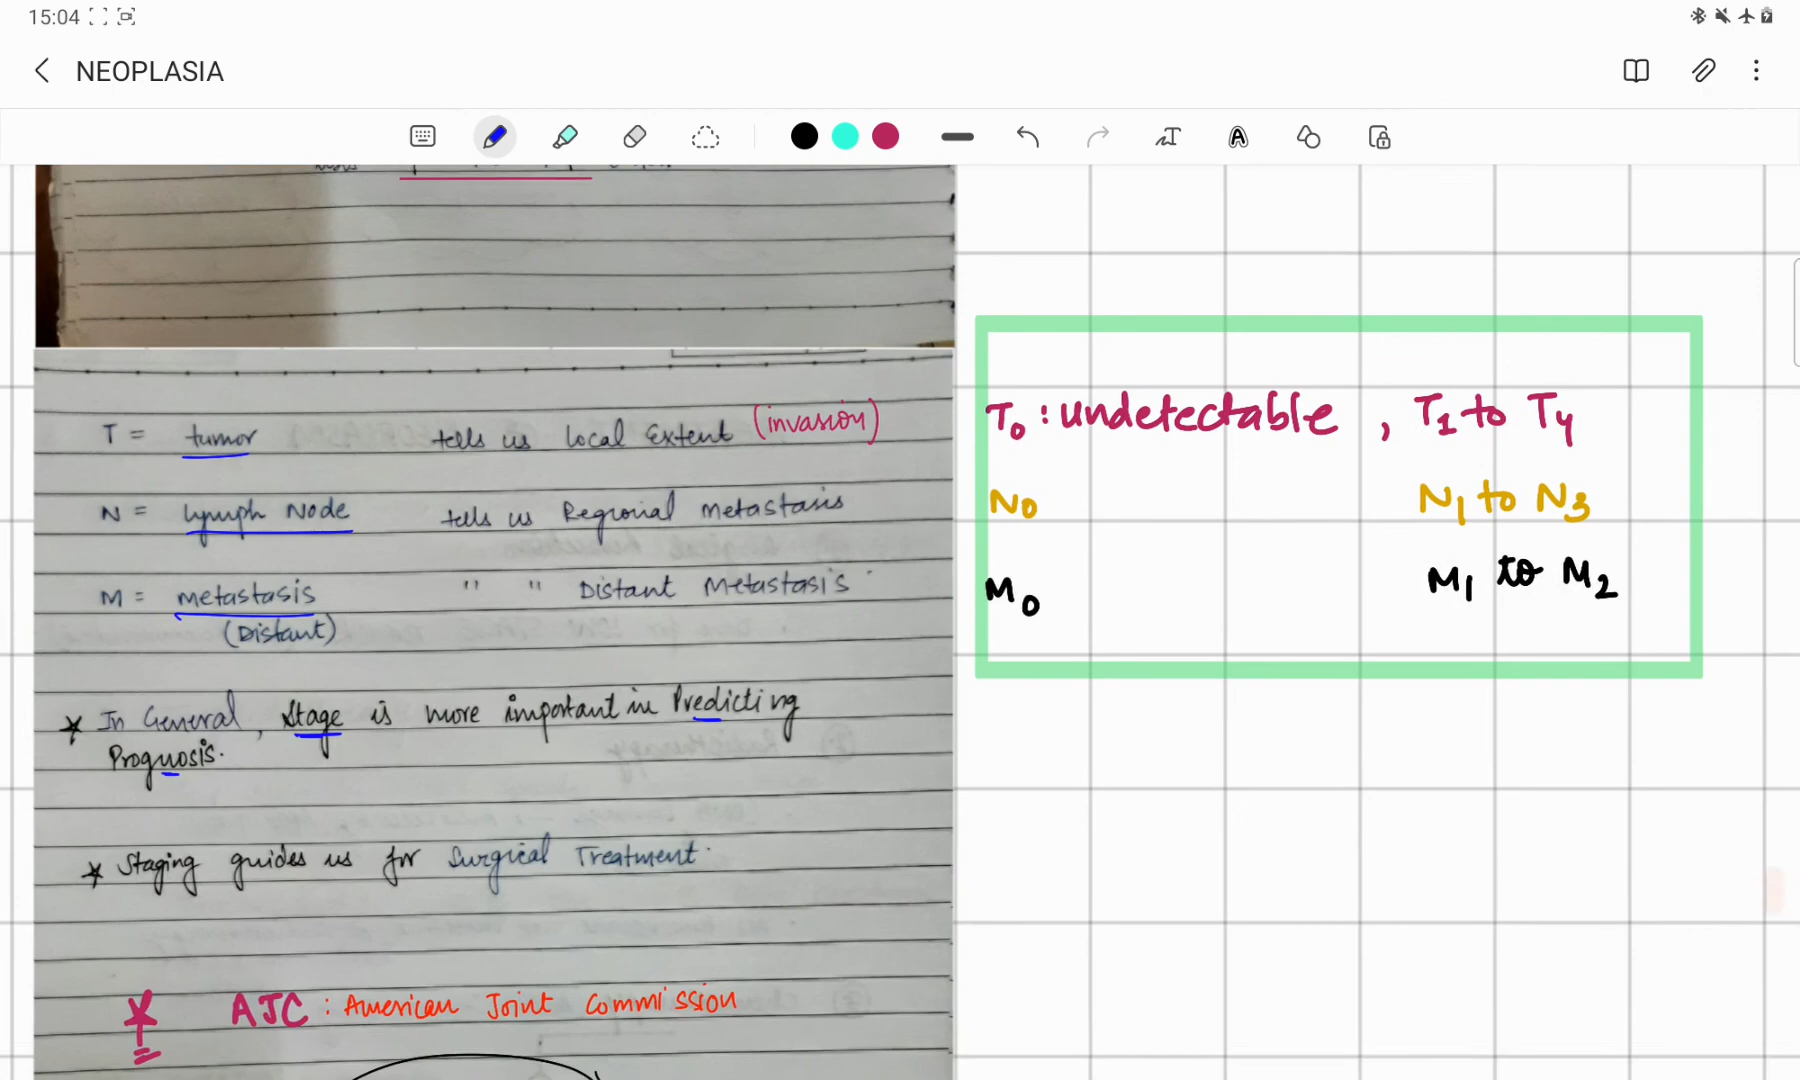 15:04
NEOPLASIA
T = tumor tells us local Extent (invasion)
N = Lymph Node tells us Regional metastasis
M = metastasis " " Distant Metastasis
(Distant)
* In General, Stage is more important in Predicting
Prognosis.
* Staging guides us for Surgical Treatment.
* AJC : American Joint Commission
T0 : undetectable , T1 to T4
N0 N1 to N3
M0 M1 to M2